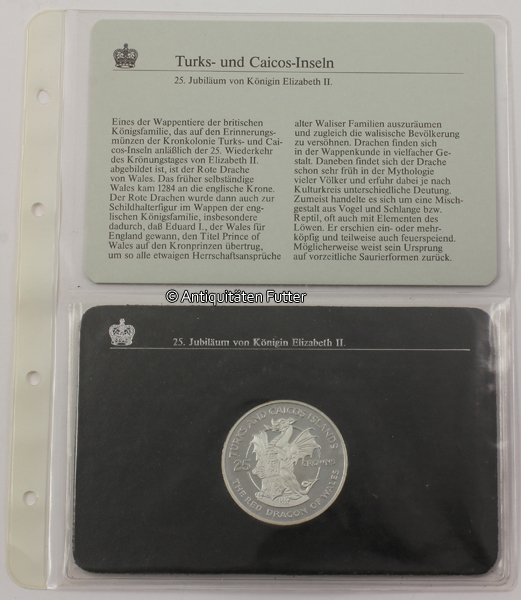 Turks- und Caicos-Inseln
25. Jubiläum von Königin Elizabeth II.
Eines der Wappentiere der britischen
Königsfamilie, das auf den Erinnerungs-
münzen der Kronkolonie Turks- und Cai-
cos-Inseln anläßlich der 25. Wiederkehr
des Krönungstages von Elizabeth II.
abgebildet ist, ist der Rote Drache
von Wales. Das früher selbständige
Wales kam 1284 an die englische Krone.
Der Rote Drachen wurde dann auch zur
Schildhalterfigur im Wappen der eng-
lischen Königsfamilie, insbesondere
dadurch, daß Eduard I., der Wales für
England gewann, den Titel Prince of
Wales auf den Kronprinzen übertrug,
um so alle etwaigen Herrschaftsansprüche
alter Waliser Familien auszuräumen
und zugleich die walisische Bevölkerung
zu versöhnen. Drachen finden sich
in der Wappenkunde in vielfacher Ge-
stalt. Daneben findet sich der Drache
schon sehr früh in der Mythologie
vieler Völker und erfuhr dabei je nach
Kulturkreis unterschiedliche Deutung.
Zumeist handelte es sich um eine Misch-
gestalt aus Vogel und Schlange bzw.
Reptil, oft auch mit Elementen des
Löwen. Er erschien ein- oder mehr-
köpfig und teilweise auch feuerspeiend.
Möglicherweise weist sein Ursprung
auf vorzeitliche Saurierformen zurück.
© Antiquitäten Futter
25. Jubiläum von Königin Elizabeth II.
TURKS AND CAICOS ISLANDS
25 CROWNS
THE RED DRAGON OF WALES